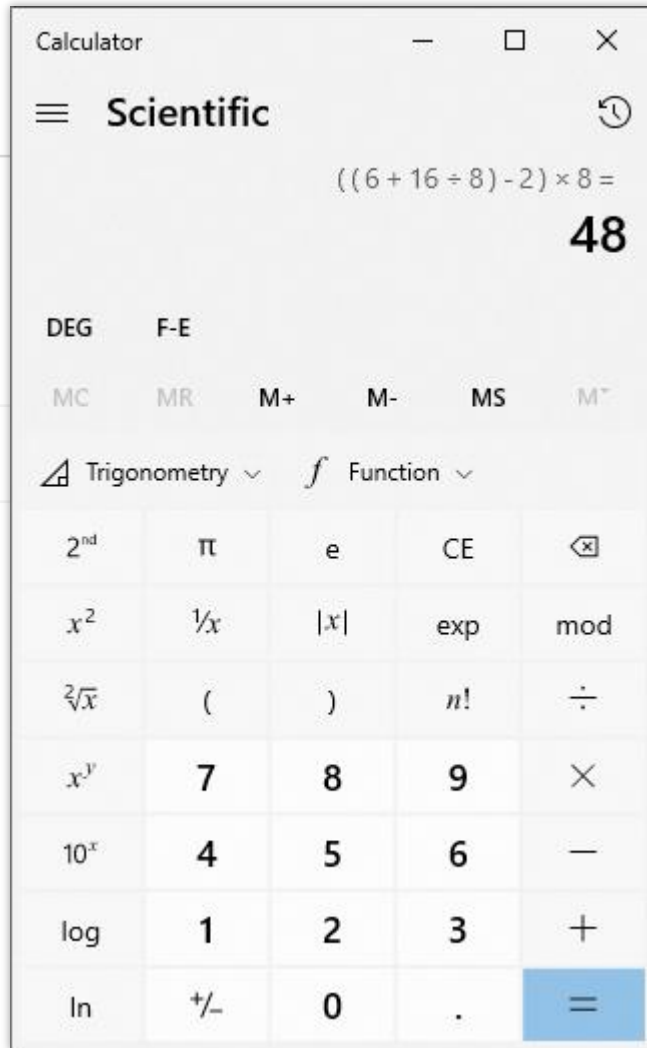 Calculator
Scientific
((6 + 16 ÷ 8) - 2) × 8 =
48
DEG F-E
MC MR M+ M- MS M˅
Trigonometry f Function
2ⁿᵈ π e CE
x² ¹/x |x| exp mod
²√x ( ) n! ÷
xʸ 7 8 9 ×
10ˣ 4 5 6 −
log 1 2 3 +
ln +/− 0 . =